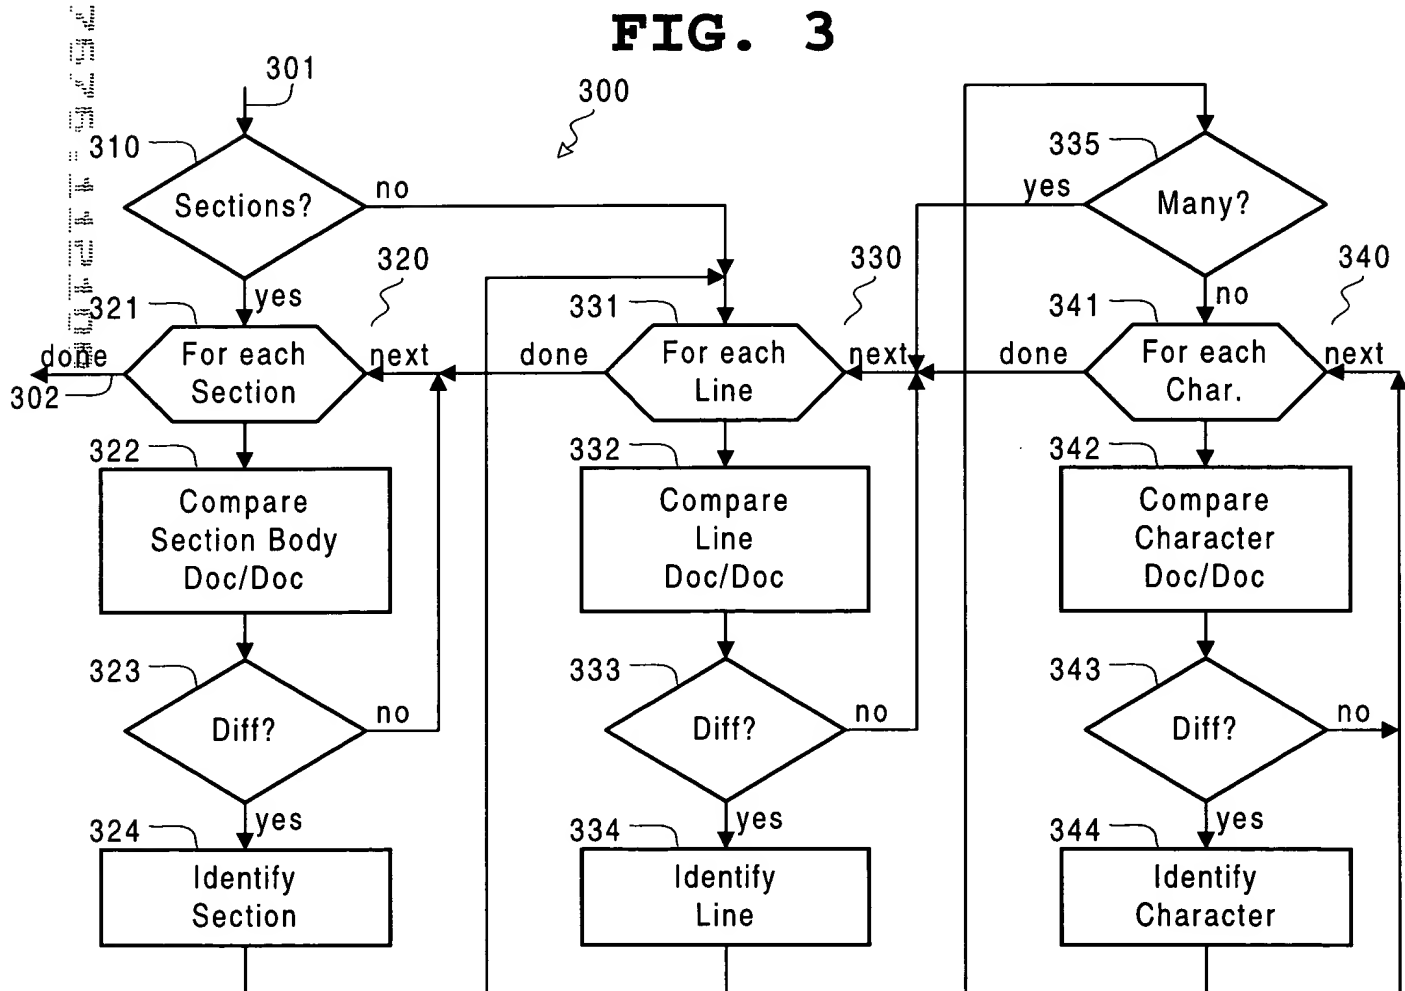 FIG. 3
301
300
310
Sections?
no
335
yes
Many?
320
330
340
yes
no
321
331
341
done
For each
Section
next
done
For each
Line
next
done
For each
Char.
next
302
322
332
342
Compare
Section Body
Doc/Doc
Compare
Line
Doc/Doc
Compare
Character
Doc/Doc
323
333
343
Diff?
no
Diff?
no
Diff?
no
yes
yes
yes
324
334
344
Identify
Section
Identify
Line
Identify
Character